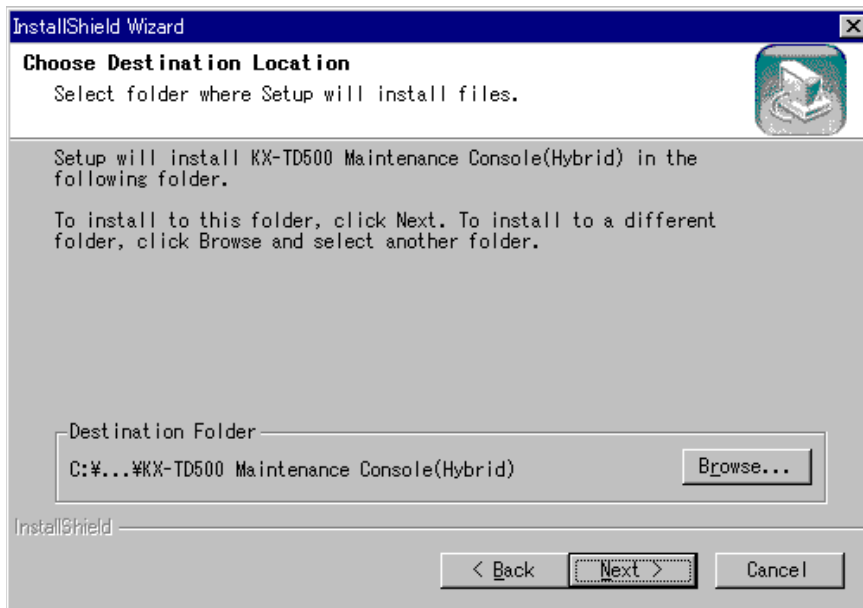 InstallShield Wizard
Choose Destination Location
Select folder where Setup will install files.
Setup will install KX-TD500 Maintenance Console(Hybrid) in the
following folder.
To install to this folder, click Next. To install to a different
folder, click Browse and select another folder.
Destination Folder
C:¥...¥KX-TD500 Maintenance Console(Hybrid)
Browse...
InstallShield
< Back
Next >
Cancel